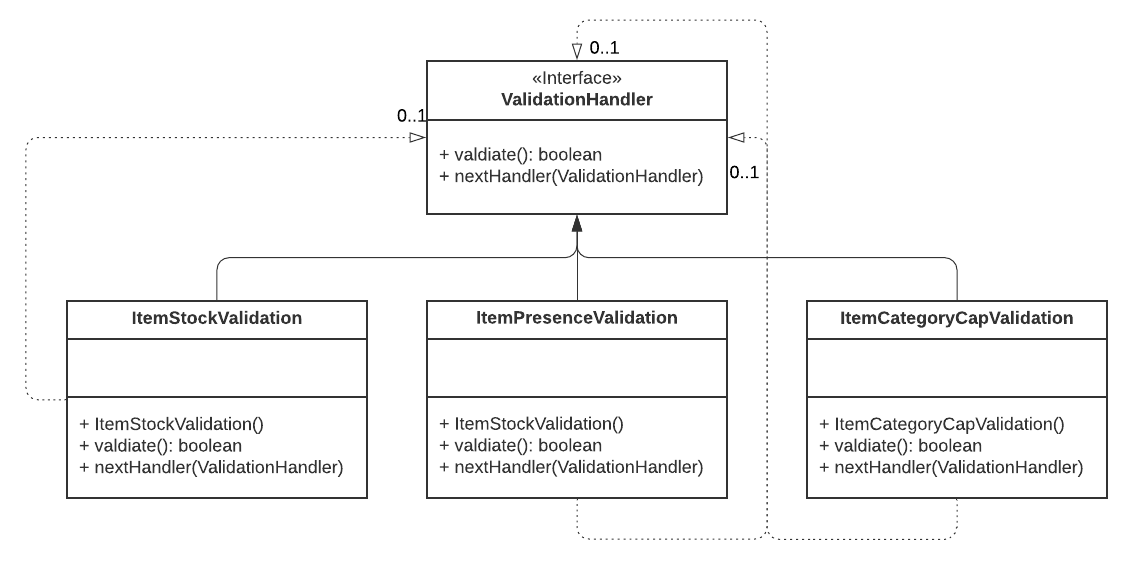 0..1
«Interface»
ValidationHandler
0..1
+ valdiate(): boolean
+ nextHandler(ValidationHandler)
0..1
ItemStockValidation
+ ItemStockValidation()
+ valdiate(): boolean
+ nextHandler(ValidationHandler)
ItemPresenceValidation
+ ItemStockValidation()
+ valdiate(): boolean
+ nextHandler(ValidationHandler)
ItemCategoryCapValidation
+ ItemCategoryCapValidation()
+ valdiate(): boolean
+ nextHandler(ValidationHandler)